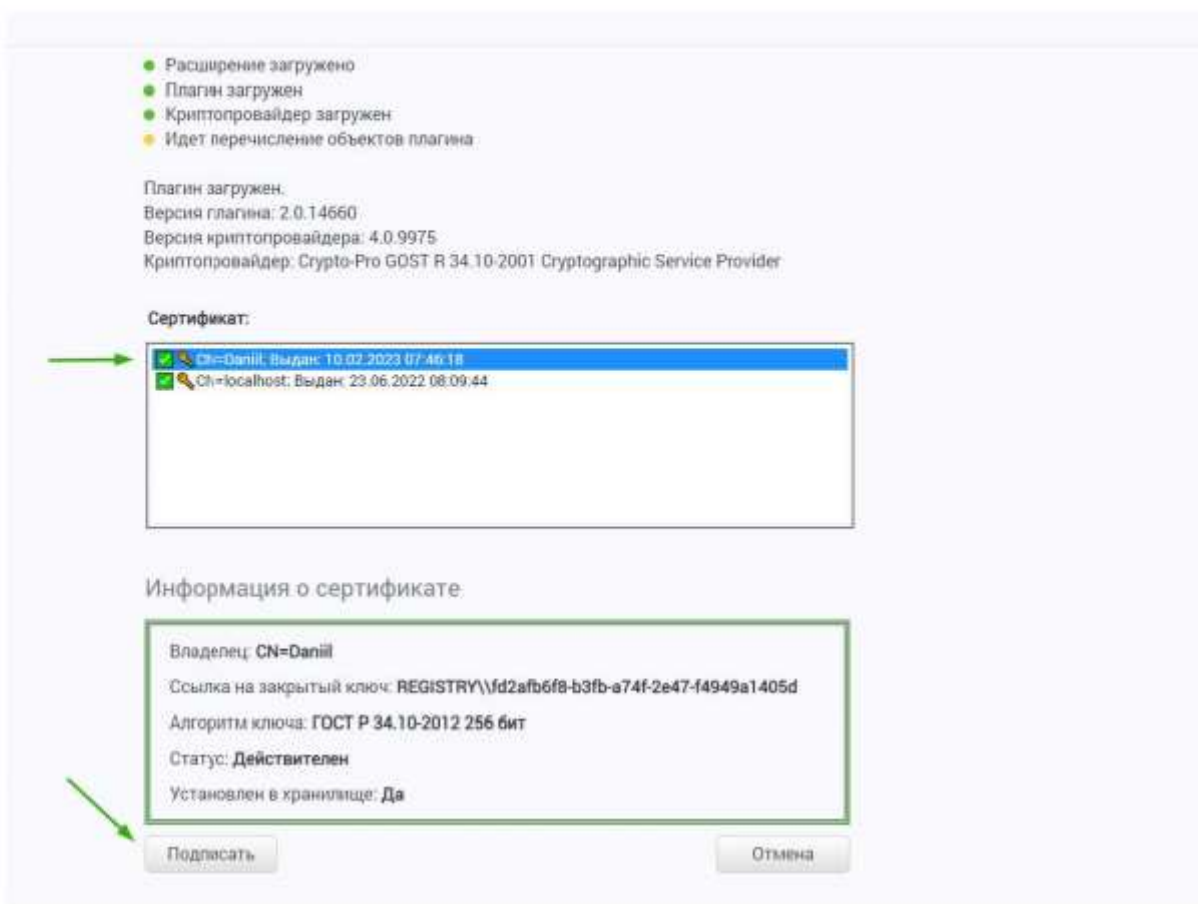 Расширение загружено
Плагин загружен
Криптопровайдер загружен
Идет перечисление объектов плагина
Плагин загружен.
Версия плагина: 2.0.14660
Версия криптопровайдера: 4.0.9975
Криптопровайдер: Crypto-Pro GOST R 34.10-2001 Cryptographic Service Provider
Сертификат:
CN=Daniil; Выдан: 10.02.2023 07:46:18
CN=localhost; Выдан: 23.06.2022 08:09:44
Информация о сертификате
Владелец: CN=Daniil
Ссылка на закрытый ключ: REGISTRY\\fd2afb6f8-b3fb-a74f-2e47-f4949a1405d
Алгоритм ключа: ГОСТ Р 34.10-2012 256 бит
Статус: Действителен
Установлен в хранилище: Да
Подписать Отмена